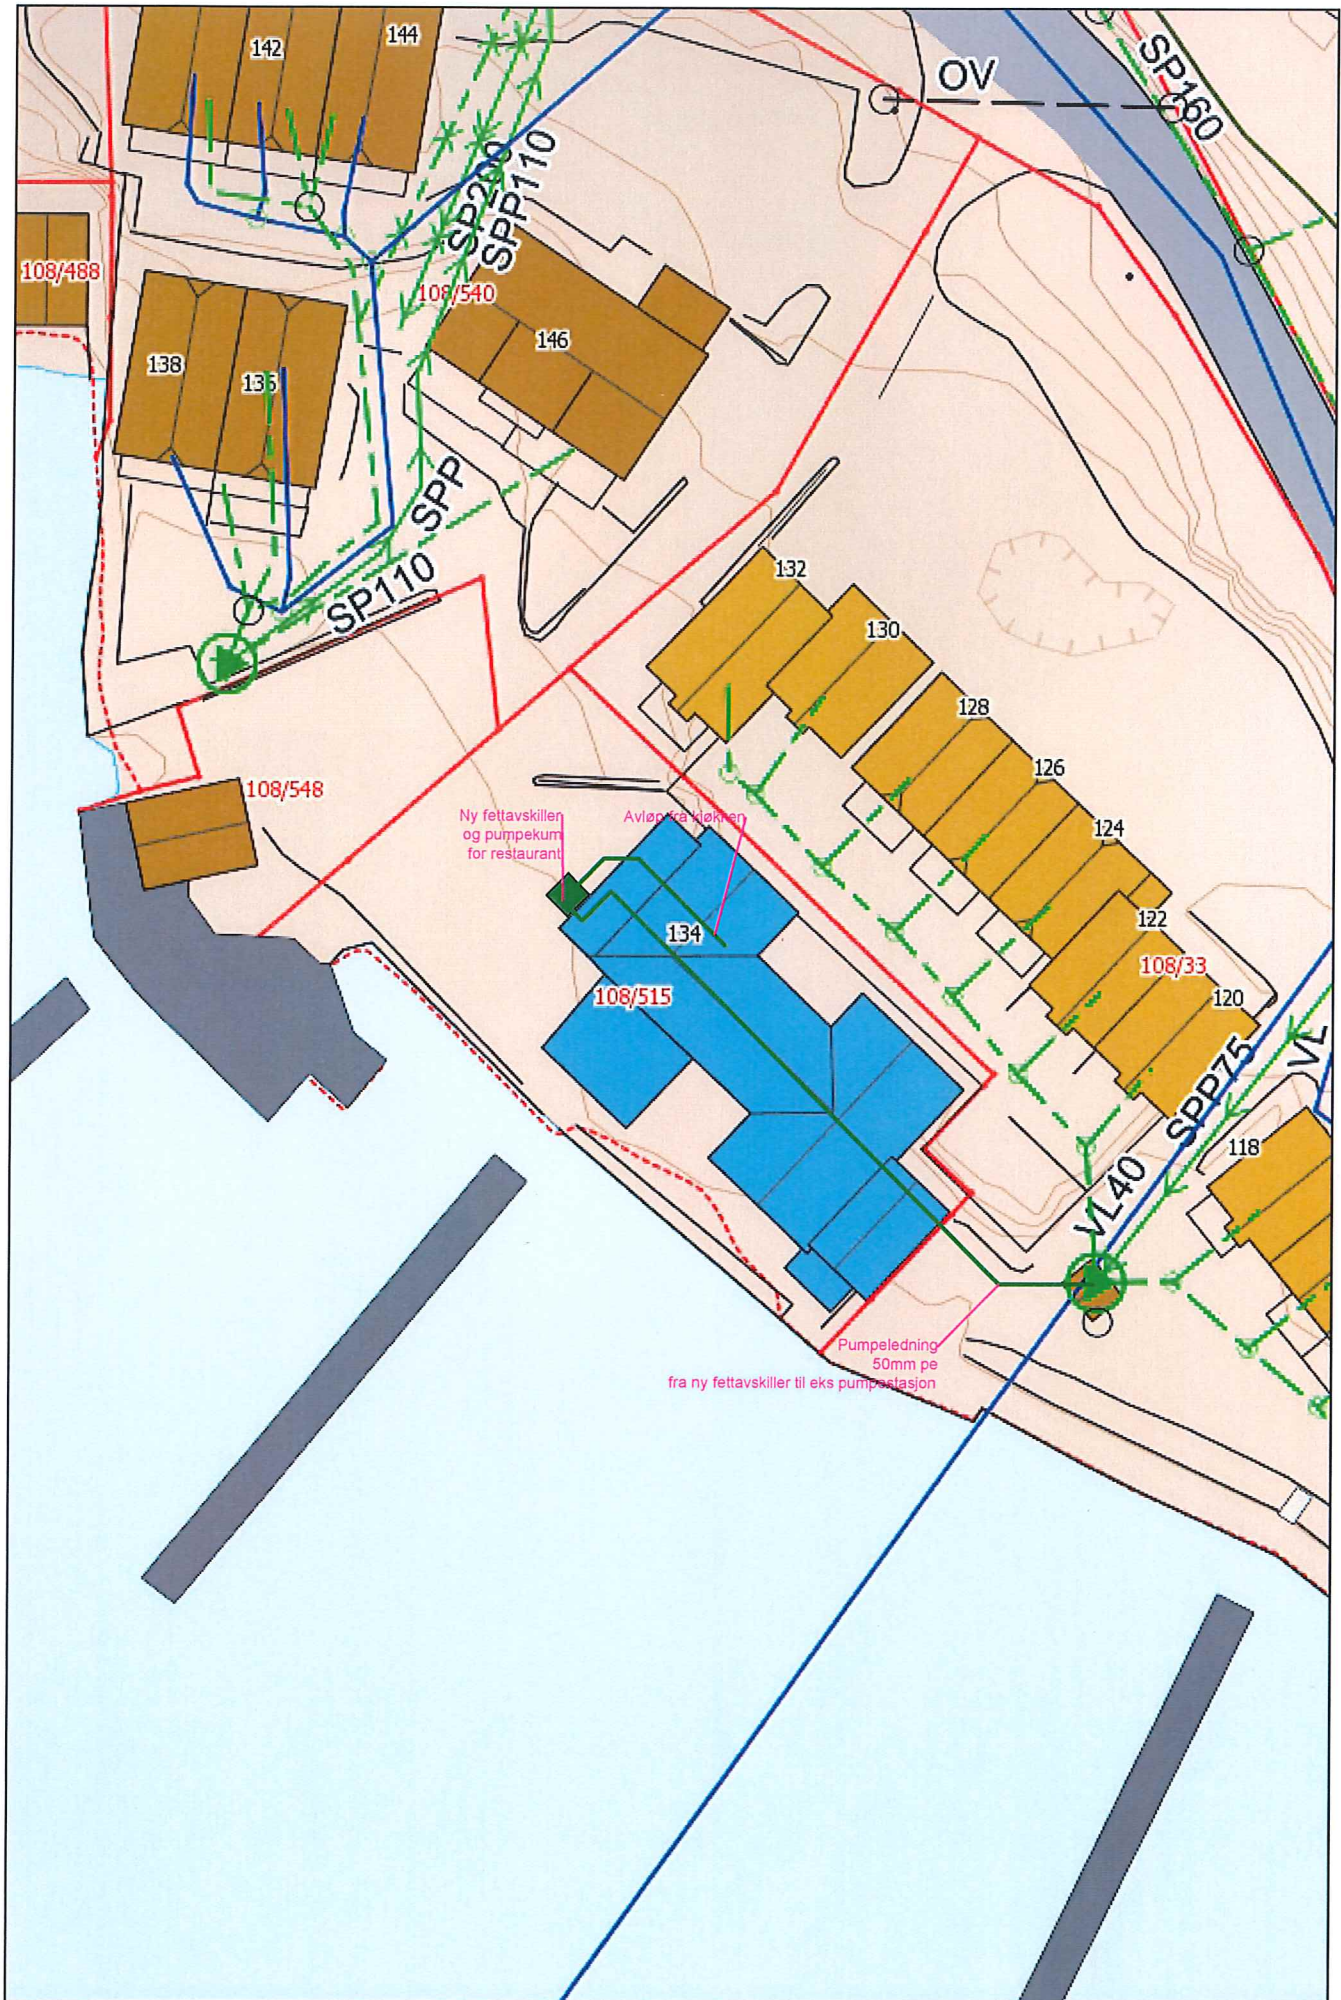 142
144
OV
SP160
SPP110
108/488
108/540
146
138
SPP
SP110
132
130
128
126
124
122
108/33
120
108/548
Ny fettavskiller
og pumpekum
for restaurant
Avløp fra kjøkken
134
108/515
SPP75
VL
118
VL40
Pumpeledning
50mm pe
fra ny fettavskiller til eks pumpestasjon